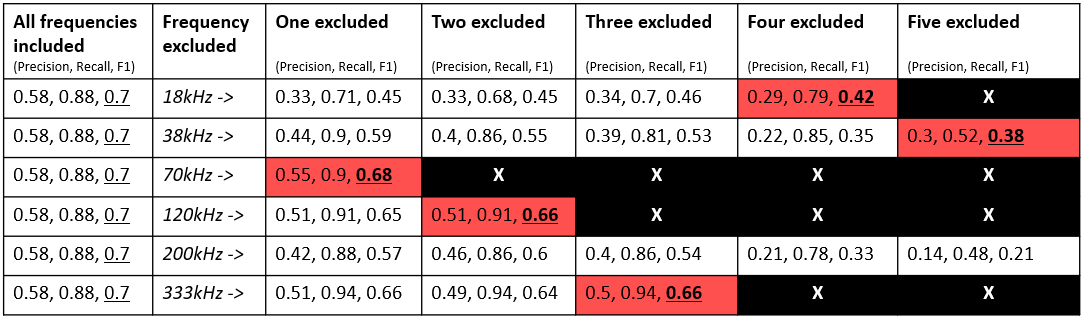 All frequencies included Frequency excluded One excluded Two excluded Three excluded Four excluded Five excluded
(Precision, Recall, F1) (Precision, Recall, F1) (Precision, Recall, F1) (Precision, Recall, F1) (Precision, Recall, F1) (Precision, Recall, F1)
0.58, 0.88, 0.7 18kHz -> 0.33, 0.71, 0.45 0.33, 0.68, 0.45 0.34, 0.7, 0.46 0.29, 0.79, 0.42 X
0.58, 0.88, 0.7 38kHz -> 0.44, 0.9, 0.59 0.4, 0.86, 0.55 0.39, 0.81, 0.53 0.22, 0.85, 0.35 0.3, 0.52, 0.38
0.58, 0.88, 0.7 70kHz -> 0.55, 0.9, 0.68 X X X X
0.58, 0.88, 0.7 120kHz -> 0.51, 0.91, 0.65 0.51, 0.91, 0.66 X X X
0.58, 0.88, 0.7 200kHz -> 0.42, 0.88, 0.57 0.46, 0.86, 0.6 0.4, 0.86, 0.54 0.21, 0.78, 0.33 0.14, 0.48, 0.21
0.58, 0.88, 0.7 333kHz -> 0.51, 0.94, 0.66 0.49, 0.94, 0.64 0.5, 0.94, 0.66 X X